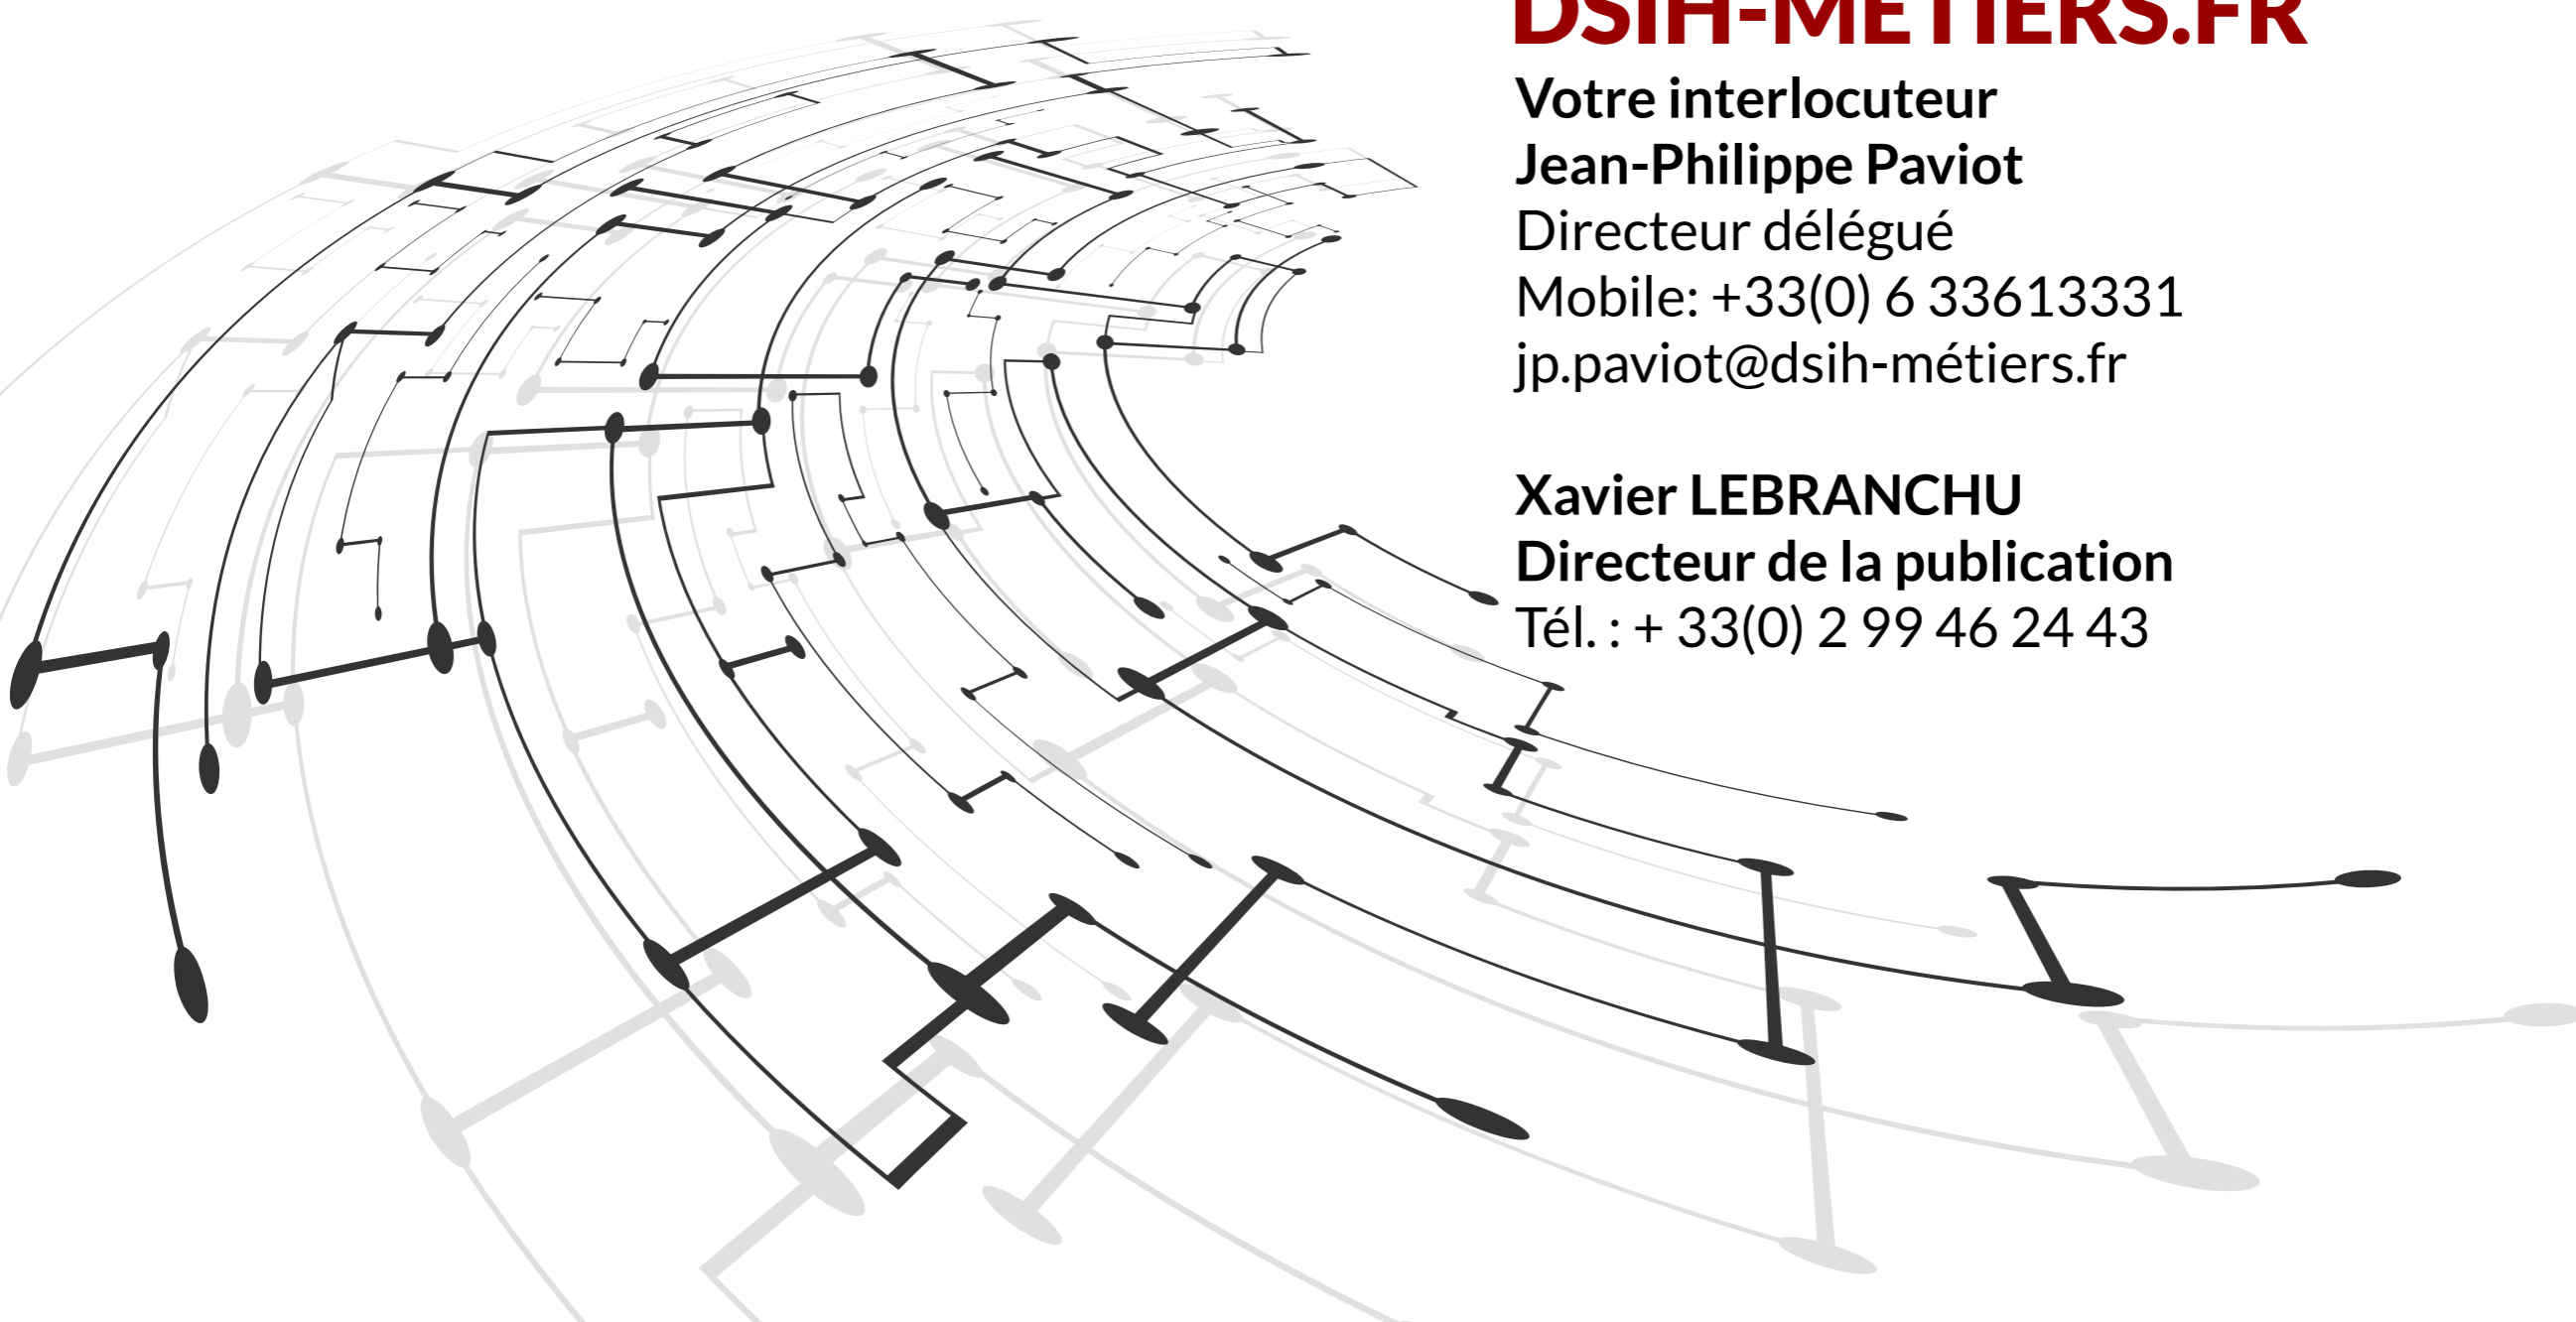 DSIH-METIERS.FR
Votre interlocuteur
Jean-Philippe Paviot
Directeur délégué
Mobile: +33(0) 6 33613331
jp.paviot@dsih-métiers.fr
Xavier LEBRANCHU
Directeur de la publication
Tél. : + 33(0) 2 99 46 24 43